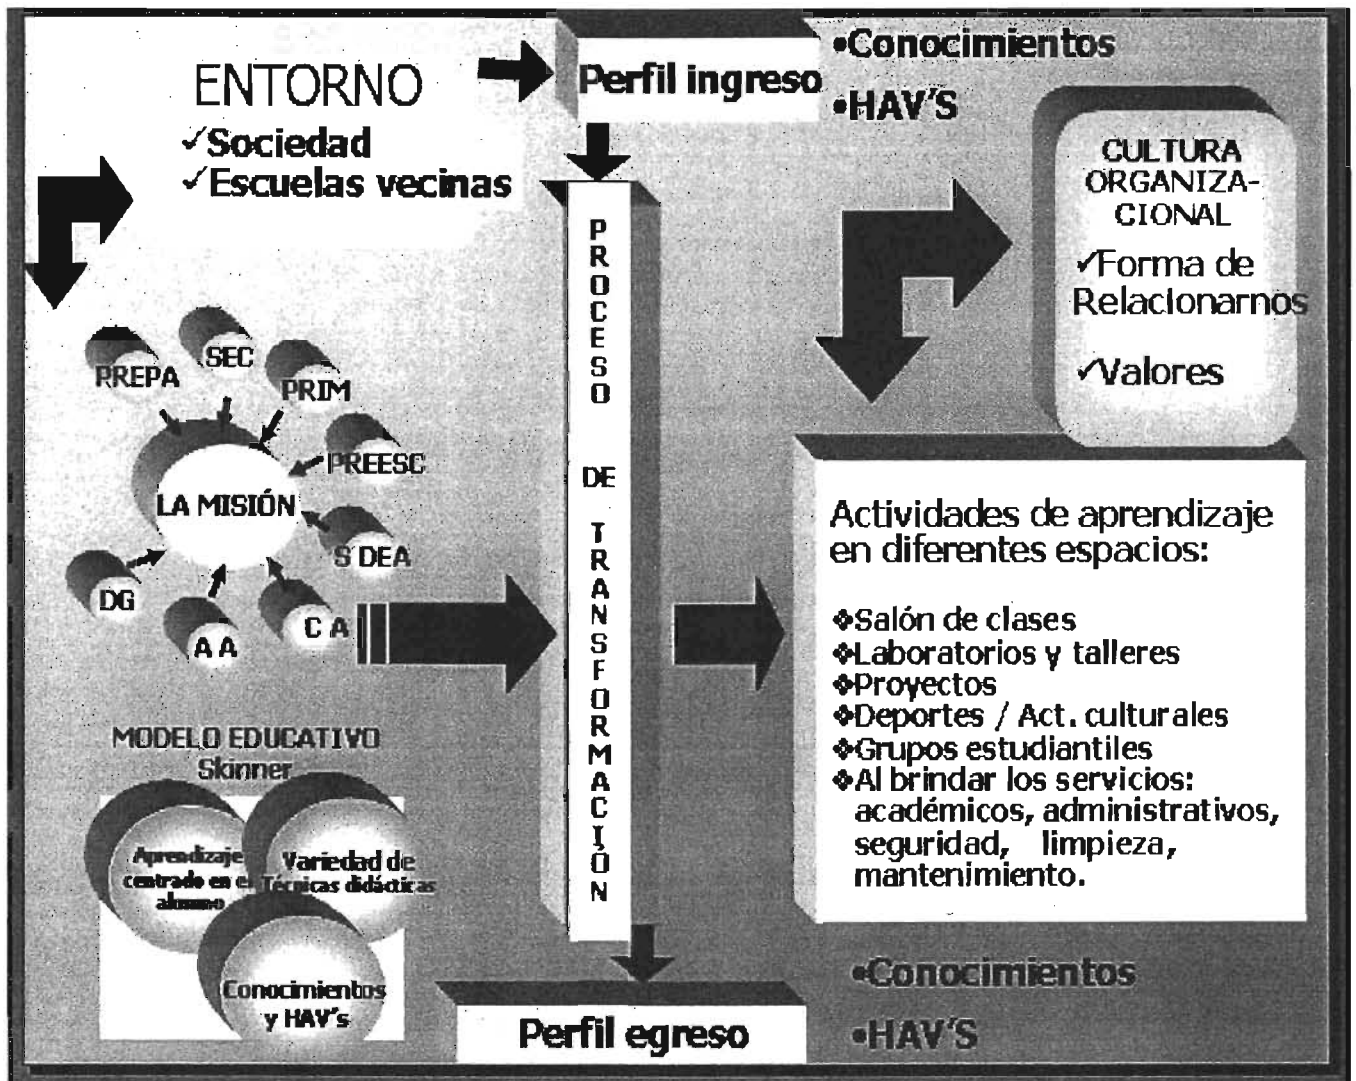 ENTORNO
✓Sociedad
✓Escuelas vecinas
Perfil ingreso
•Conocimientos
•HAV'S
CULTURA
ORGANIZA-
CIONAL
✓Forma de
Relacionarnos
✓Valores
PREPA
SEC
PRIM
PREESC
S DEA
C A
A A
DG
LA MISIÓN
PROCESO DE TRANSFORMACIÓN
Actividades de aprendizaje
en diferentes espacios:
❖Salón de clases
❖Laboratorios y talleres
❖Proyectos
❖Deportes / Act. culturales
❖Grupos estudiantiles
❖Al brindar los servicios:
académicos, administrativos,
seguridad, limpieza,
mantenimiento.
MODELO EDUCATIVO
Skinner
Aprendizaje
centrado en el
alumno
Variedad de
Técnicas didácticas
Conocimientos
y HAV's
Perfil egreso
•Conocimientos
•HAV'S